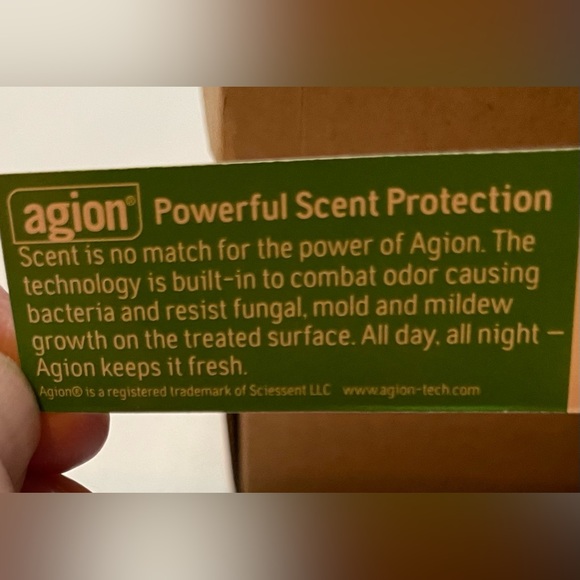 agion® Powerful Scent Protection
Scent is no match for the power of Agion. The
technology is built-in to combat odor causing
bacteria and resist fungal, mold and mildew
growth on the treated surface. All day, all night –
Agion keeps it fresh.
Agion® is a registered trademark of Sciessent LLC www.agion-tech.com